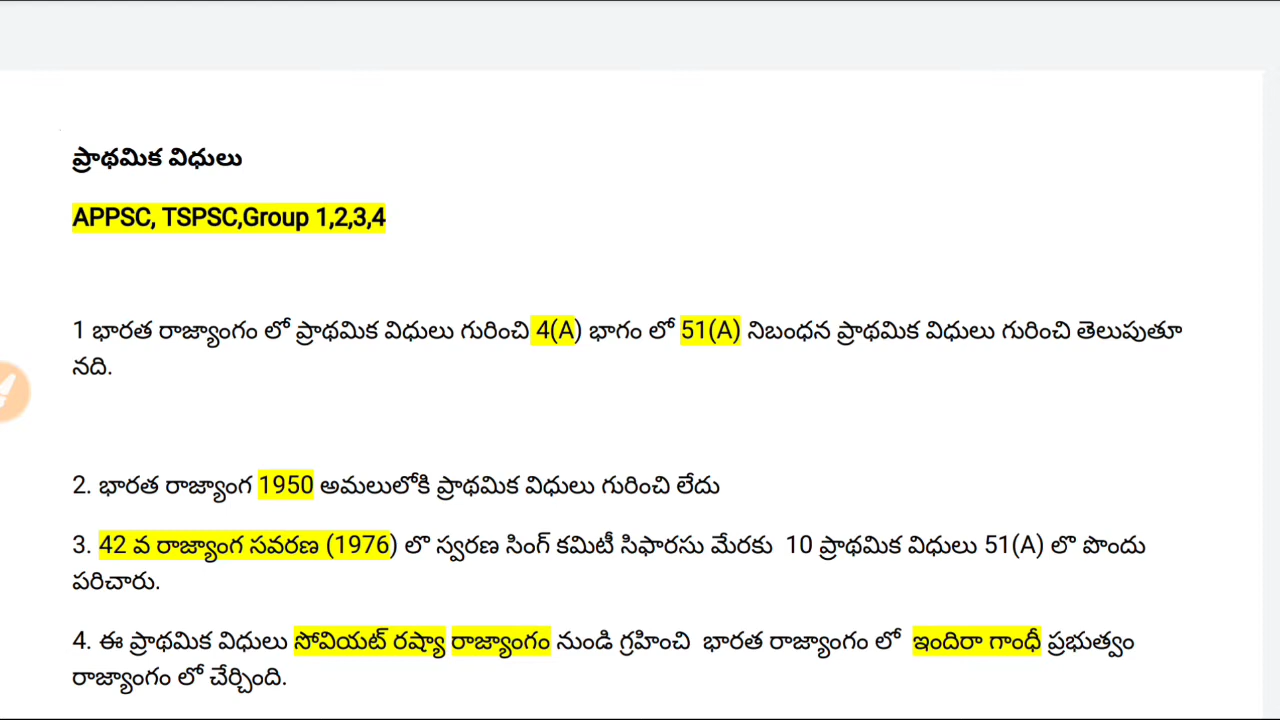 ప్రాథమిక విధులు
APPSC, TSPSC,Group 1,2,3,4
1 భారత రాజ్యాంగం లో ప్రాథమిక విధులు గురించి 4(A) భాగం లో 51(A) నిబంధన ప్రాథమిక విధులు గురించి తెలుపుతూ
నది.
2. భారత రాజ్యాంగ 1950 అమలులోకి ప్రాథమిక విధులు గురించి లేదు
3. 42 వ రాజ్యాంగ సవరణ (1976) లొ స్వరణ సింగ్ కమిటీ సిఫారసు మేరకు 10 ప్రాథమిక విధులు 51(A) లొ పొందు
పరిచారు.
4. ఈ ప్రాథమిక విధులు సోవియట్ రష్యా రాజ్యాంగం నుండి గ్రహించి భారత రాజ్యాంగం లో ఇందిరా గాంధీ ప్రభుత్వం
రాజ్యాంగం లో చేర్చింది.